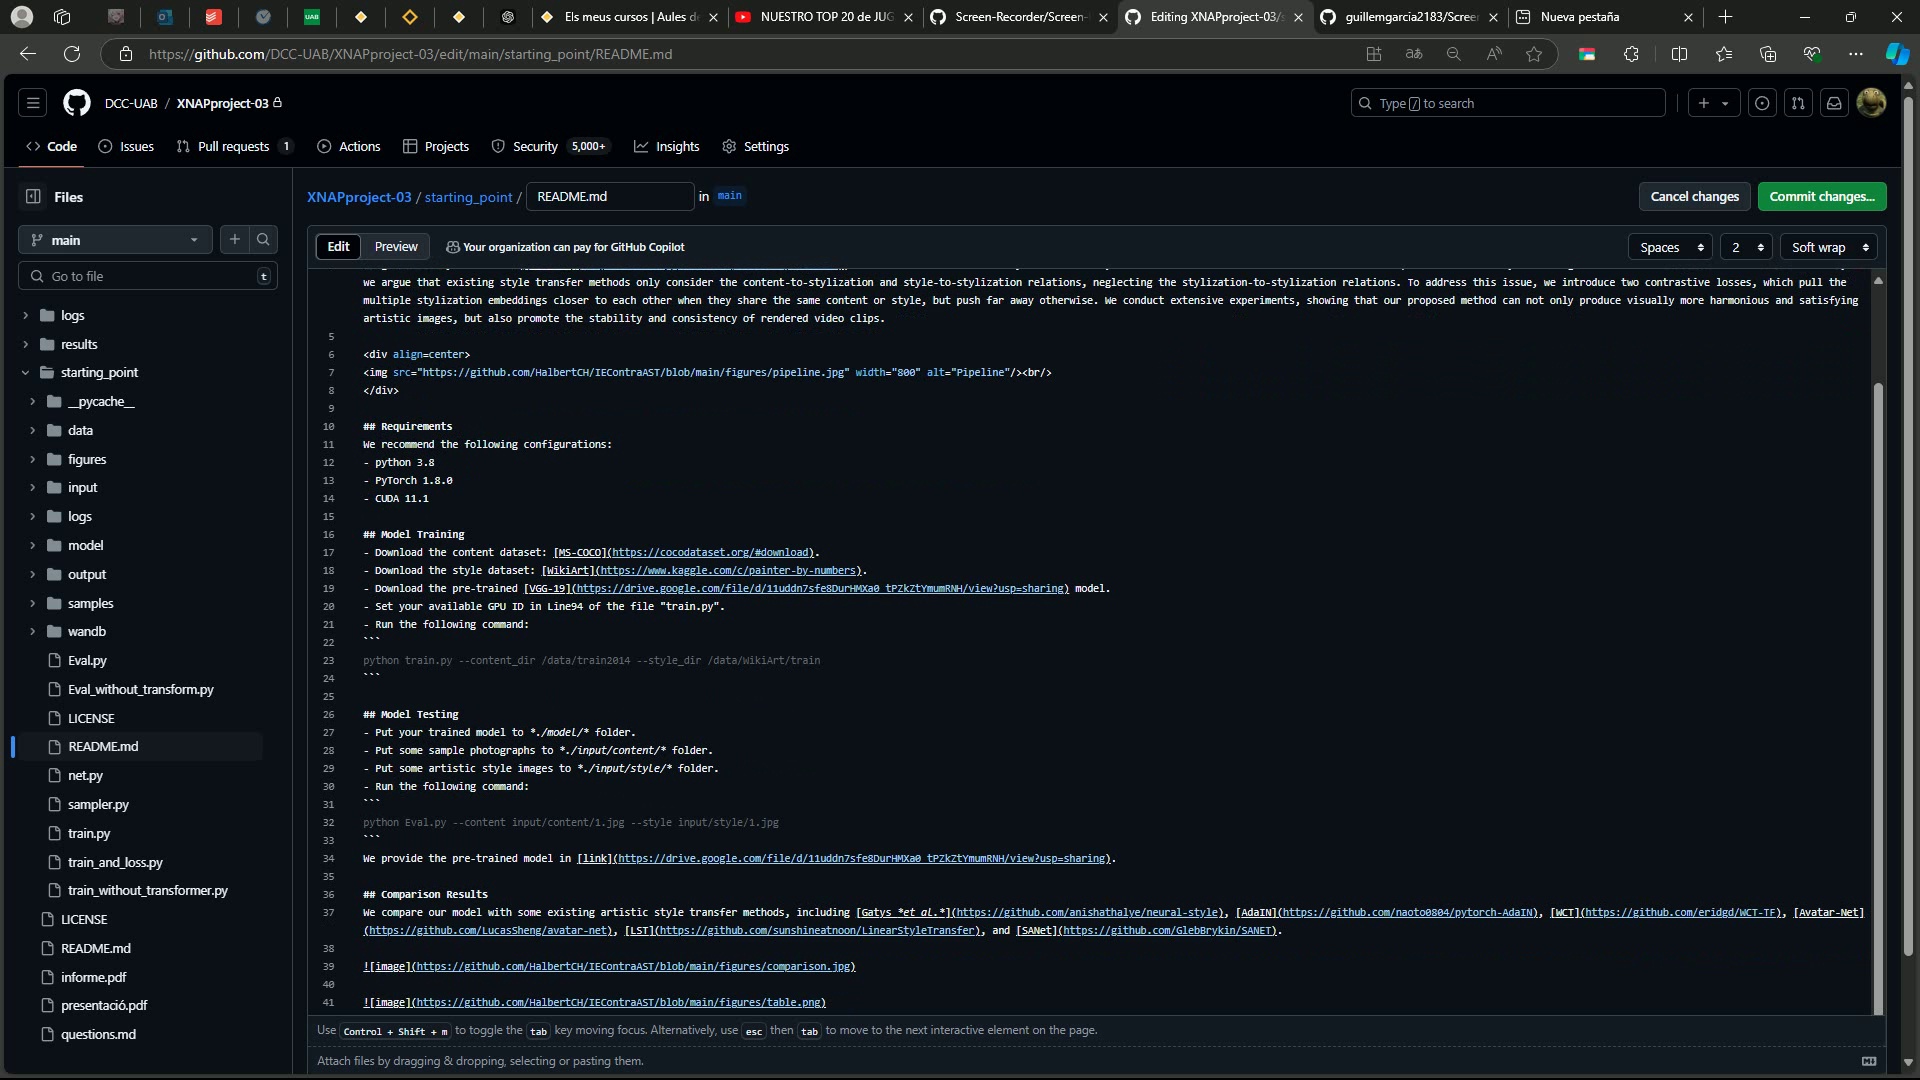 Els meus cursos | Aules d
NUESTRO TOP 20 de JUG
Screen-Recorder/Screen-
Editing XNAPproject-03/s
guillemgarcia2183/Scree
Nueva pestaña
https://github.com/DCC-UAB/XNAPproject-03/edit/main/starting_point/README.md
DCC-UAB / XNAPproject-03
Type / to search
Code
Issues
Pull requests 1
Actions
Projects
Security 5,000+
Insights
Settings
Files
XNAPproject-03 / starting_point / README.md in main
Cancel changes
Commit changes...
main
Edit
Preview
Your organization can pay for GitHub Copilot
Spaces
2
Soft wrap
Go to file t
logs
results
starting_point
__pycache__
data
figures
input
logs
model
output
samples
wandb
Eval.py
Eval_without_transform.py
LICENSE
README.md
net.py
sampler.py
train.py
train_and_loss.py
train_without_transformer.py
LICENSE
README.md
informe.pdf
presentació.pdf
questions.md
we argue that existing style transfer methods only consider the content-to-stylization and style-to-stylization relations, neglecting the stylization-to-stylization relations. To address this issue, we introduce two contrastive losses, which pull the
multiple stylization embeddings closer to each other when they share the same content or style, but push far away otherwise. We conduct extensive experiments, showing that our proposed method can not only produce visually more harmonious and satisfying
artistic images, but also promote the stability and consistency of rendered video clips.
5
6 <div align=center>
7 <img src="https://github.com/HalbertCH/IEContraAST/blob/main/figures/pipeline.jpg" width="800" alt="Pipeline"/><br/>
8 </div>
9
10 ## Requirements
11 We recommend the following configurations:
12 - python 3.8
13 - PyTorch 1.8.0
14 - CUDA 11.1
15
16 ## Model Training
17 - Download the content dataset: [MS-COCO](https://cocodataset.org/#download).
18 - Download the style dataset: [WikiArt](https://www.kaggle.com/c/painter-by-numbers).
19 - Download the pre-trained [VGG-19](https://drive.google.com/file/d/11uddn7sfe8DurHMXa0_tPZkZtYmumRNH/view?usp=sharing) model.
20 - Set your available GPU ID in Line94 of the file "train.py".
21 - Run the following command:
22 ```
23 python train.py --content_dir /data/train2014 --style_dir /data/WikiArt/train
24 ```
25
26 ## Model Testing
27 - Put your trained model to *./model/* folder.
28 - Put some sample photographs to *./input/content/* folder.
29 - Put some artistic style images to *./input/style/* folder.
30 - Run the following command:
31 ```
32 python Eval.py --content input/content/1.jpg --style input/style/1.jpg
33 ```
34 We provide the pre-trained model in [link](https://drive.google.com/file/d/11uddn7sfe8DurHMXa0_tPZkZtYmumRNH/view?usp=sharing).
35
36 ## Comparison Results
37 We compare our model with some existing artistic style transfer methods, including [Gatys *et al.*](https://github.com/anishathalye/neural-style), [AdaIN](https://github.com/naoto0804/pytorch-AdaIN), [WCT](https://github.com/eridgd/WCT-TF), [Avatar-Net]
(https://github.com/LucasSheng/avatar-net), [LST](https://github.com/sunshineatnoon/LinearStyleTransfer), and [SANet](https://github.com/GlebBrykin/SANET).
38
39 ![image](https://github.com/HalbertCH/IEContraAST/blob/main/figures/comparison.jpg)
40
41 ![image](https://github.com/HalbertCH/IEContraAST/blob/main/figures/table.png)
Use Control + Shift + m to toggle the tab key moving focus. Alternatively, use esc then tab to move to the next interactive element on the page.
Attach files by dragging & dropping, selecting or pasting them.